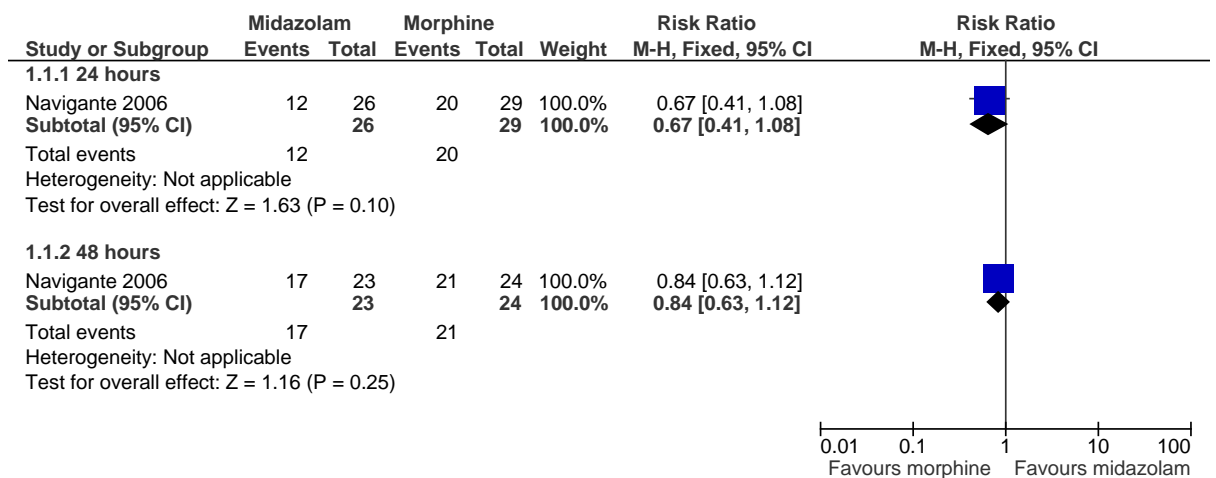 Midazolam Morphine Risk Ratio Risk Ratio
Study or Subgroup Events Total Events Total Weight M-H, Fixed, 95% CI M-H, Fixed, 95% CI
1.1.1 24 hours
Navigante 2006 12 26 20 29 100.0% 0.67 [0.41, 1.08]
Subtotal (95% CI) 26 29 100.0% 0.67 [0.41, 1.08]
Total events 12 20
Heterogeneity: Not applicable
Test for overall effect: Z = 1.63 (P = 0.10)
1.1.2 48 hours
Navigante 2006 17 23 21 24 100.0% 0.84 [0.63, 1.12]
Subtotal (95% CI) 23 24 100.0% 0.84 [0.63, 1.12]
Total events 17 21
Heterogeneity: Not applicable
Test for overall effect: Z = 1.16 (P = 0.25)
0.01 0.1 1 10 100
Favours morphine Favours midazolam